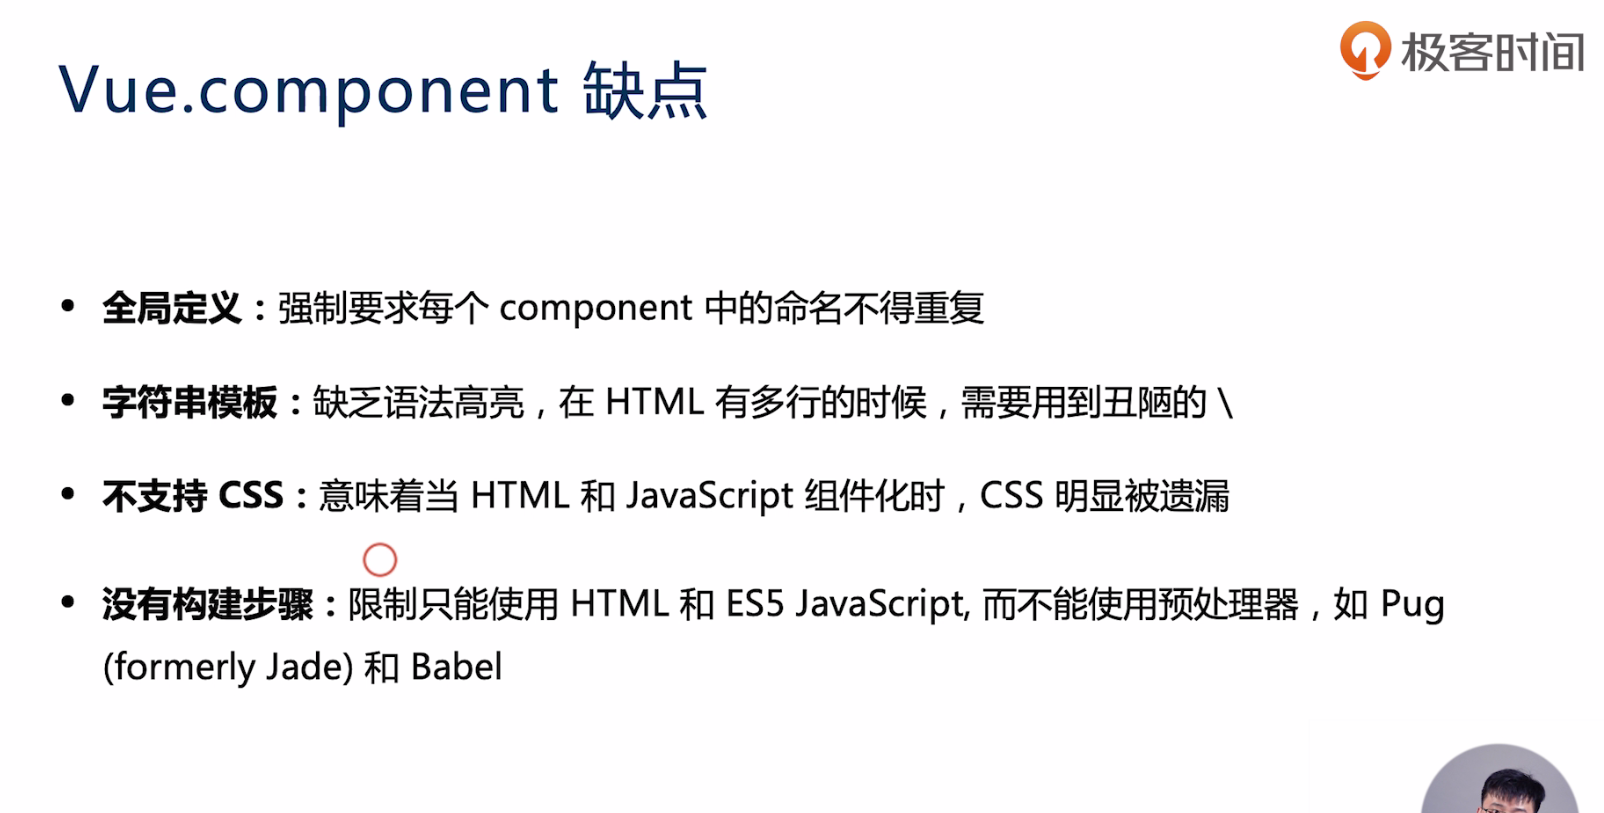 极客时间
Vue.component 缺点
• 全局定义：强制要求每个 component 中的命名不得重复
• 字符串模板：缺乏语法高亮，在 HTML 有多行的时候，需要用到丑陋的 \
• 不支持 CSS：意味着当 HTML 和 JavaScript 组件化时，CSS 明显被遗漏
• 没有构建步骤：限制只能使用 HTML 和 ES5 JavaScript, 而不能使用预处理器，如 Pug
(formerly Jade) 和 Babel